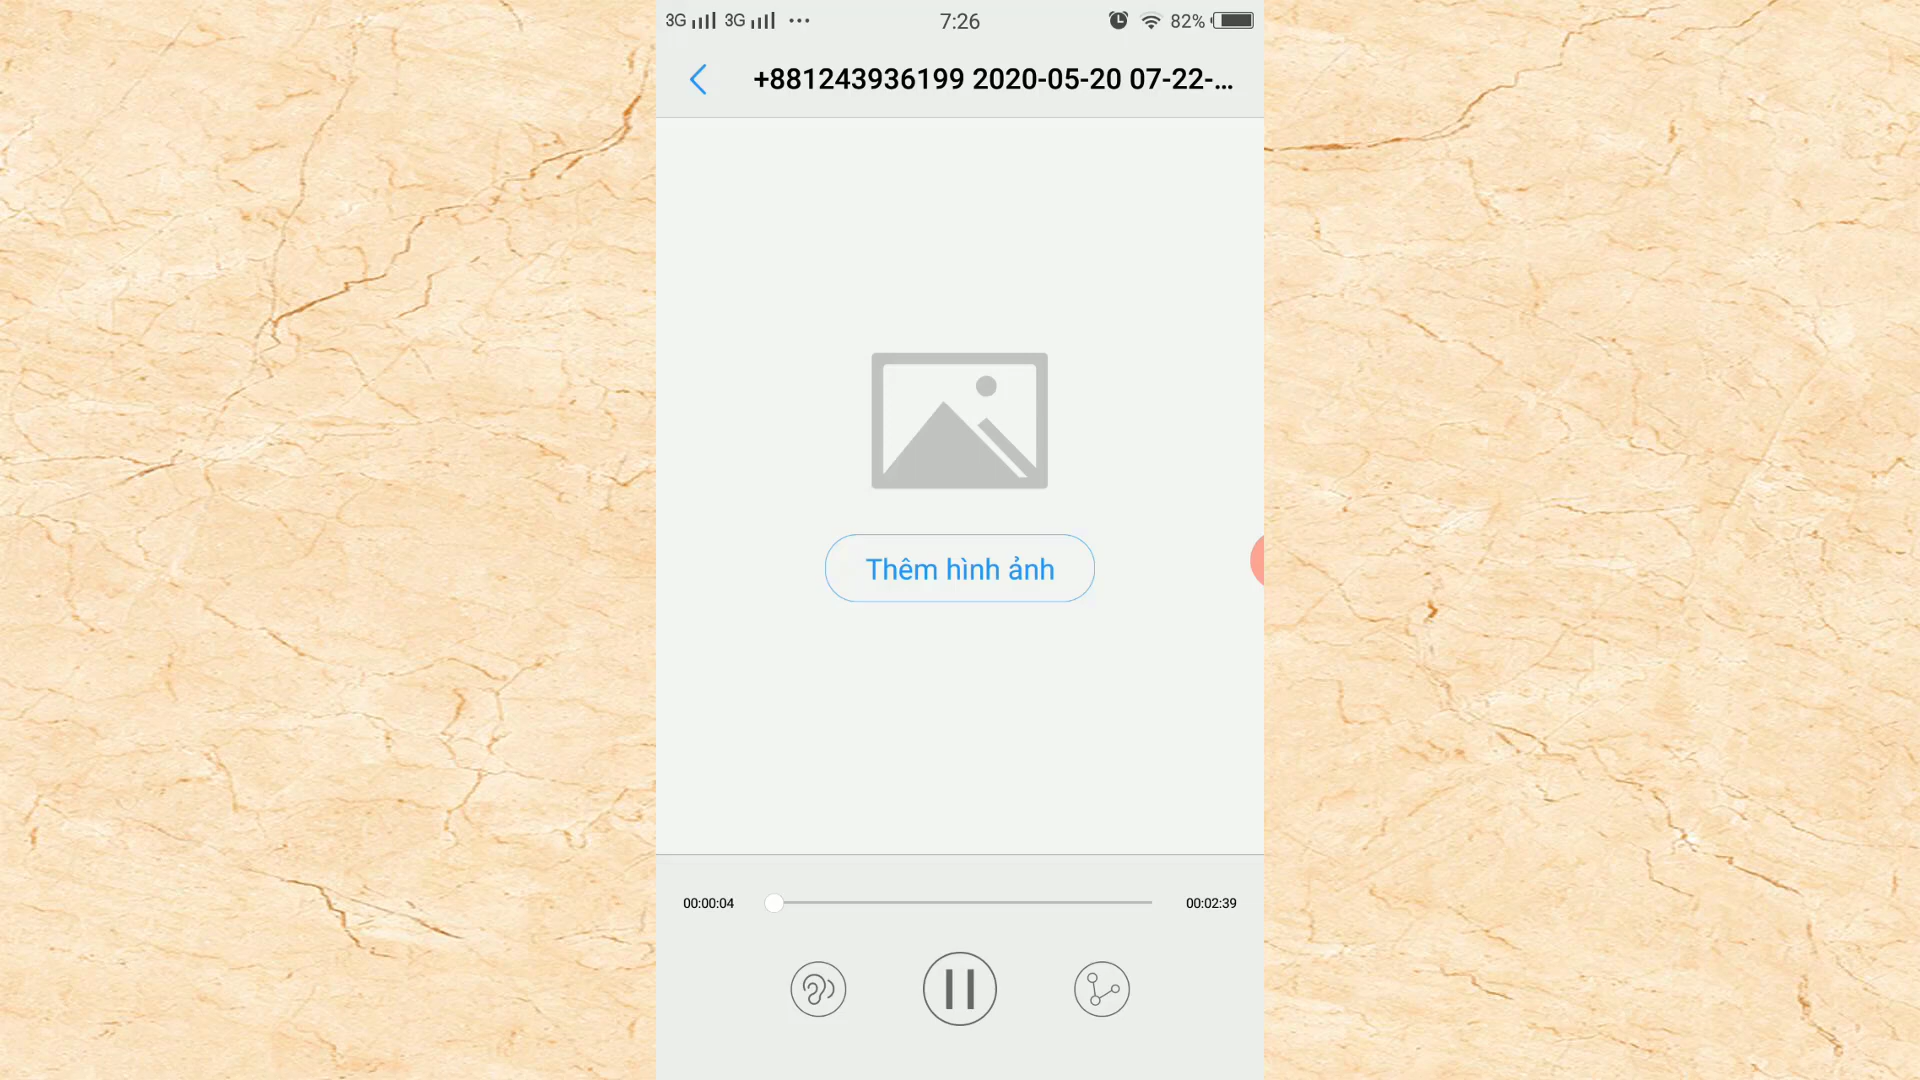 3G 3G ... 7:26 82%
+881243936199 2020-05-20 07-22-...
Thêm hình ảnh
00:00:04 00:02:39